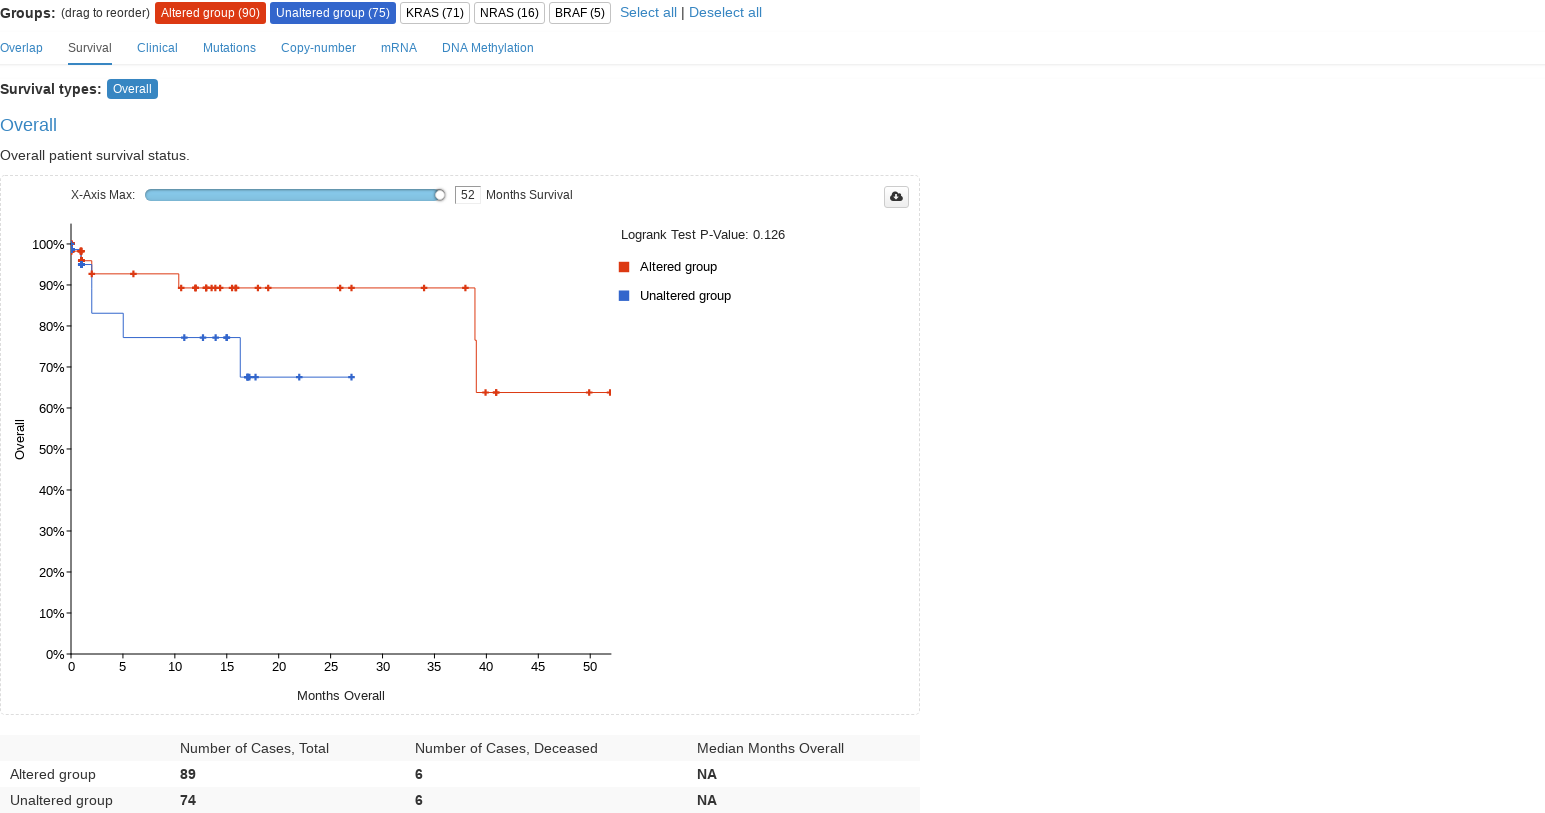 Groups: (drag to reorder) Altered group (90) Unaltered group (75) KRAS (71) NRAS (16) BRAF (5) Select all | Deselect all
Overlap Survival Clinical Mutations Copy-number mRNA DNA Methylation
Survival types: Overall
Overall
Overall patient survival status.
X-Axis Max: 52 Months Survival
Logrank Test P-Value: 0.126
Altered group
Unaltered group
100%
90%
80%
70%
60%
50%
40%
30%
20%
10%
0%
Overall
0 5 10 15 20 25 30 35 40 45 50
Months Overall
Number of Cases, Total Number of Cases, Deceased Median Months Overall
Altered group 89 6 NA
Unaltered group 74 6 NA